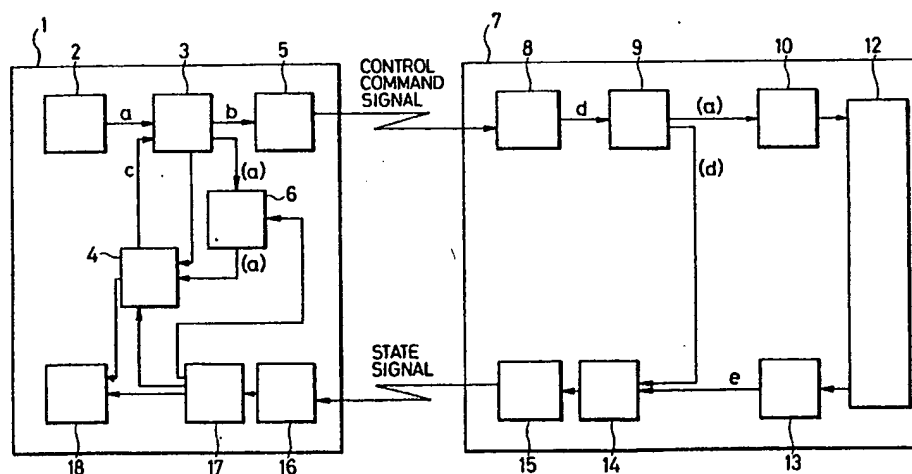 1
2
3
5
7
8
9
10
12
CONTROL
COMMAND
SIGNAL
a
b
d
(a)
c
(a)
(d)
6
4
(a)
STATE
SIGNAL
e
18
17
16
15
14
13